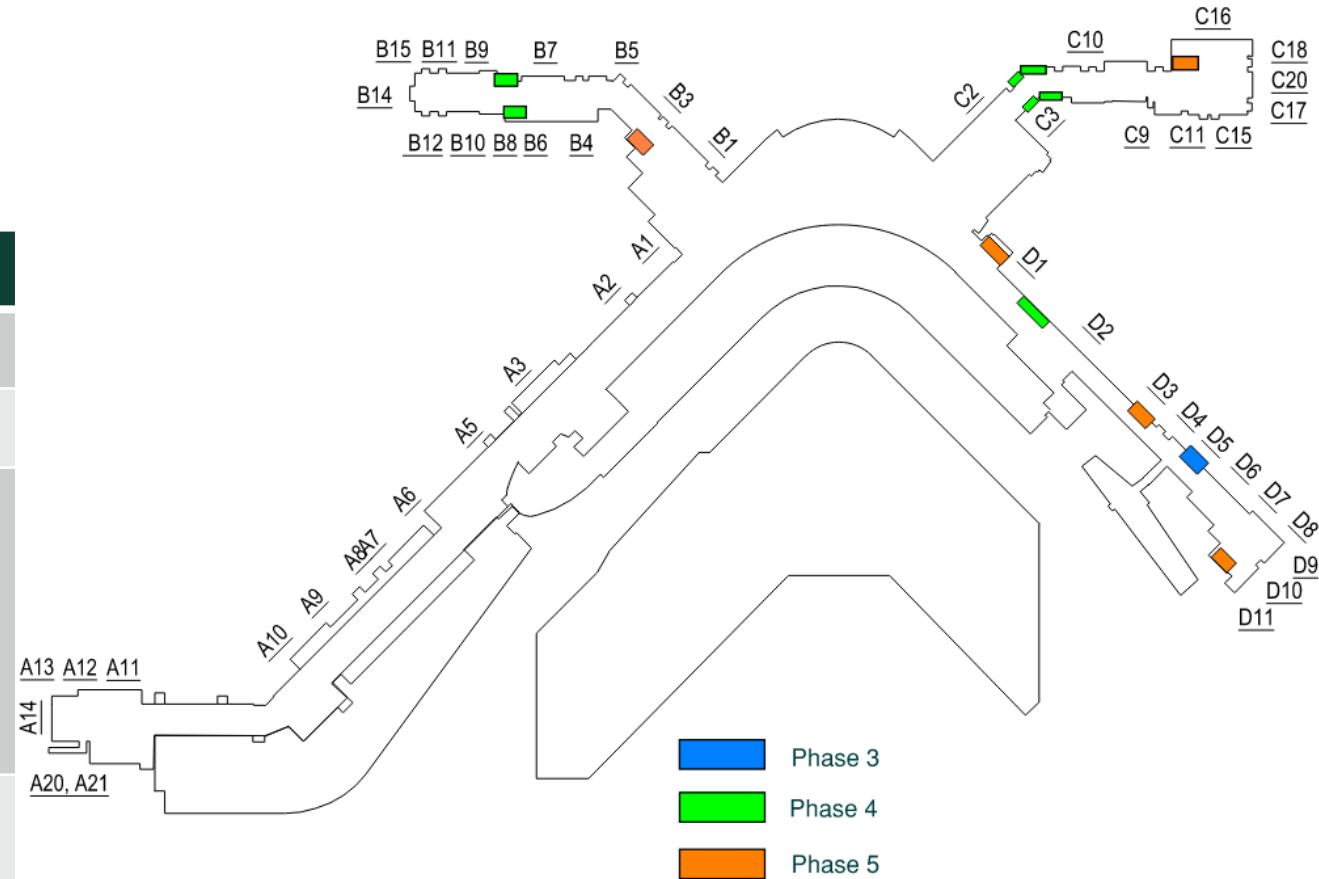 C16
B15 B11 B9 B7 B5 C10 C18
B14 B3 C2 C20
C17
B12 B10 B8 B6 B4 B1 C3 C9 C11 C15
A1 D1
A2
D2
A3 D3
D4
A5 D5
D6
A6 D7
D8
A8 A7
D9
A9 D10
D11
A10
A13 A12 A11
A14
A20, A21
Phase 3
Phase 4
Phase 5